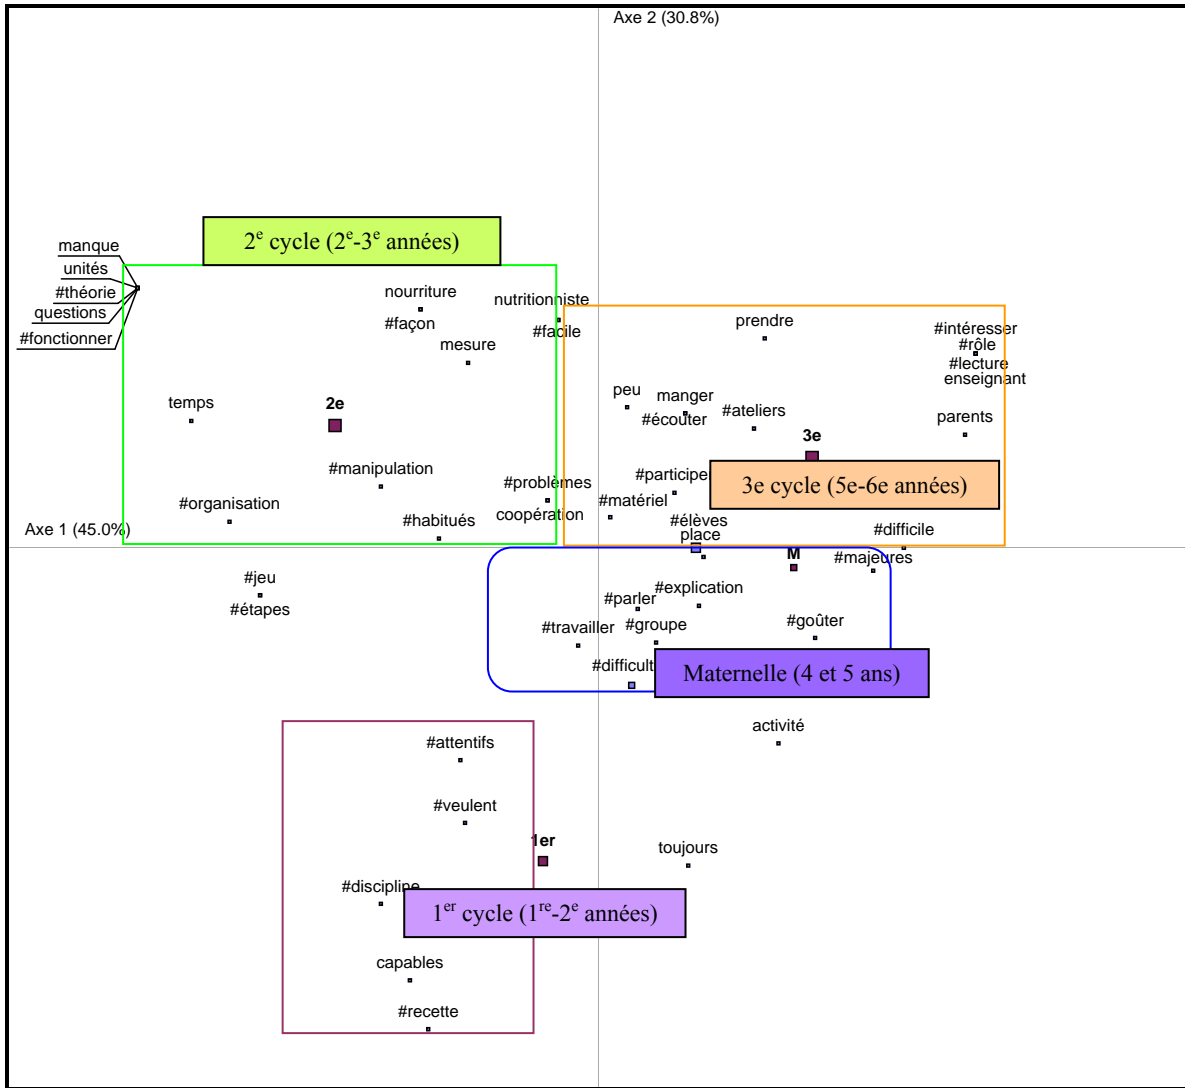 Axe 2 (30.8%)
2e cycle (2e-3e années)
manque
unités
#théorie
questions
#fonctionner
nourriture
#façon
nutritionniste
#facile
mesure
prendre
#intéresser
#rôle
#lecture
enseignant
temps
2e
peu
manger
#écouter
#ateliers
parents
3e
#manipulation
#problèmes
coopération
#participe
3e cycle (5e-6e années)
#organisation
#habitués
#matériel
#élèves
place
#difficile
Axe 1 (45.0%)
M
#majeures
#jeu
#étapes
#explication
#parler
#travailler
#groupe
#goûter
#difficult
Maternelle (4 et 5 ans)
activité
#attentifs
#veulent
1er
toujours
#discipline
1er cycle (1re-2e années)
capables
#recette